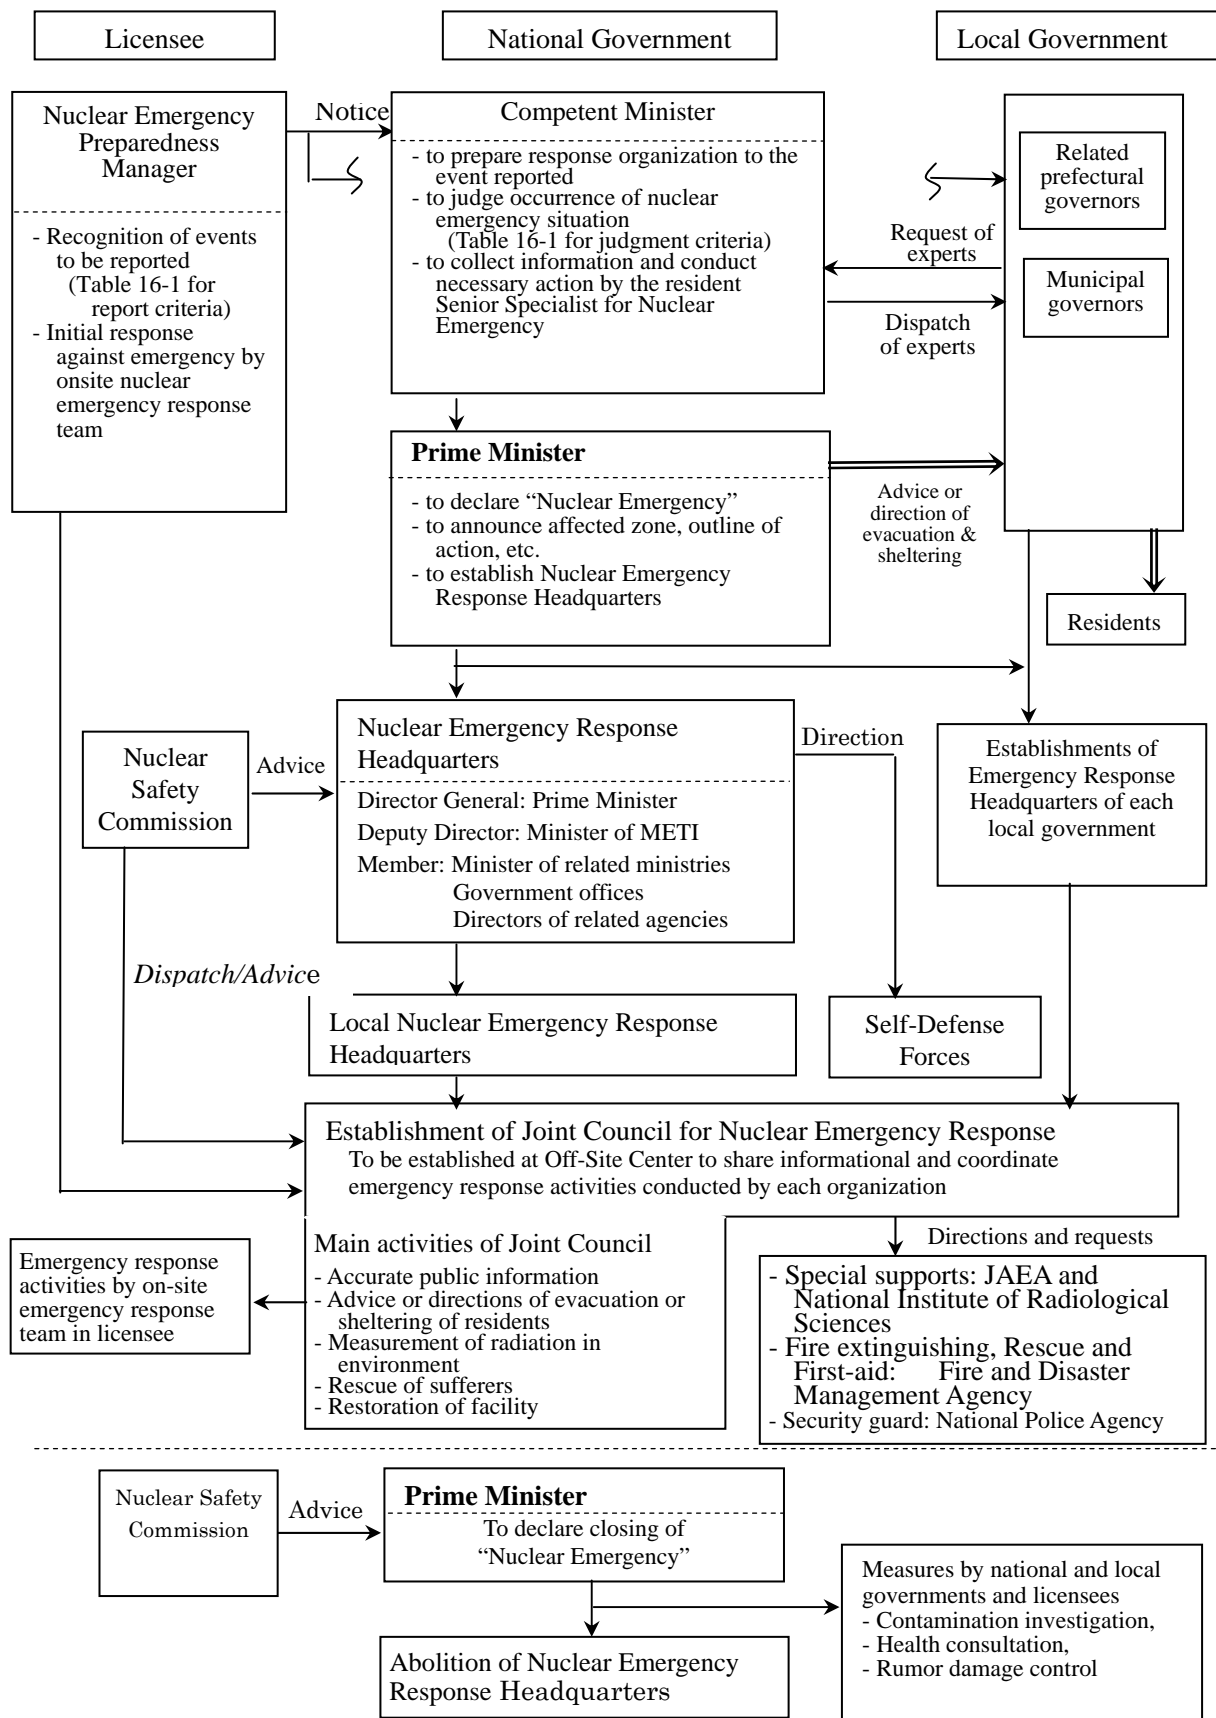 Licensee
National Government
Local Government
Nuclear Emergency
Preparedness
Manager
- Recognition of events
to be reported
(Table 16-1 for
report criteria)
- Initial response
against emergency by
onsite nuclear
emergency response
team
Notice
Competent Minister
- to prepare response organization to the
event reported
- to judge occurrence of nuclear
emergency situation
(Table 16-1 for judgment criteria)
- to collect information and conduct
necessary action by the resident
Senior Specialist for Nuclear
Emergency
Request of
experts
Dispatch
of experts
Related
prefectural
governors
Municipal
governors
Prime Minister
- to declare “Nuclear Emergency”
- to announce affected zone, outline of
action, etc.
- to establish Nuclear Emergency
Response Headquarters
Advice or
direction of
evacuation &
sheltering
Residents
Nuclear
Safety
Commission
Advice
Nuclear Emergency Response
Headquarters
Director General: Prime Minister
Deputy Director: Minister of METI
Member: Minister of related ministries
Government offices
Directors of related agencies
Direction
Establishments of
Emergency Response
Headquarters of each
local government
Dispatch/Advice
Local Nuclear Emergency Response
Headquarters
Self-Defense
Forces
Establishment of Joint Council for Nuclear Emergency Response
To be established at Off-Site Center to share informational and coordinate
emergency response activities conducted by each organization
Emergency response
activities by on-site
emergency response
team in licensee
Main activities of Joint Council
- Accurate public information
- Advice or directions of evacuation or
sheltering of residents
- Measurement of radiation in
environment
- Rescue of sufferers
- Restoration of facility
Directions and requests
- Special supports: JAEA and
National Institute of Radiological
Sciences
- Fire extinguishing, Rescue and
First-aid: Fire and Disaster
Management Agency
- Security guard: National Police Agency
Nuclear Safety
Commission
Advice
Prime Minister
To declare closing of
“Nuclear Emergency”
Abolition of Nuclear Emergency
Response Headquarters
Measures by national and local
governments and licensees
- Contamination investigation,
- Health consultation,
- Rumor damage control